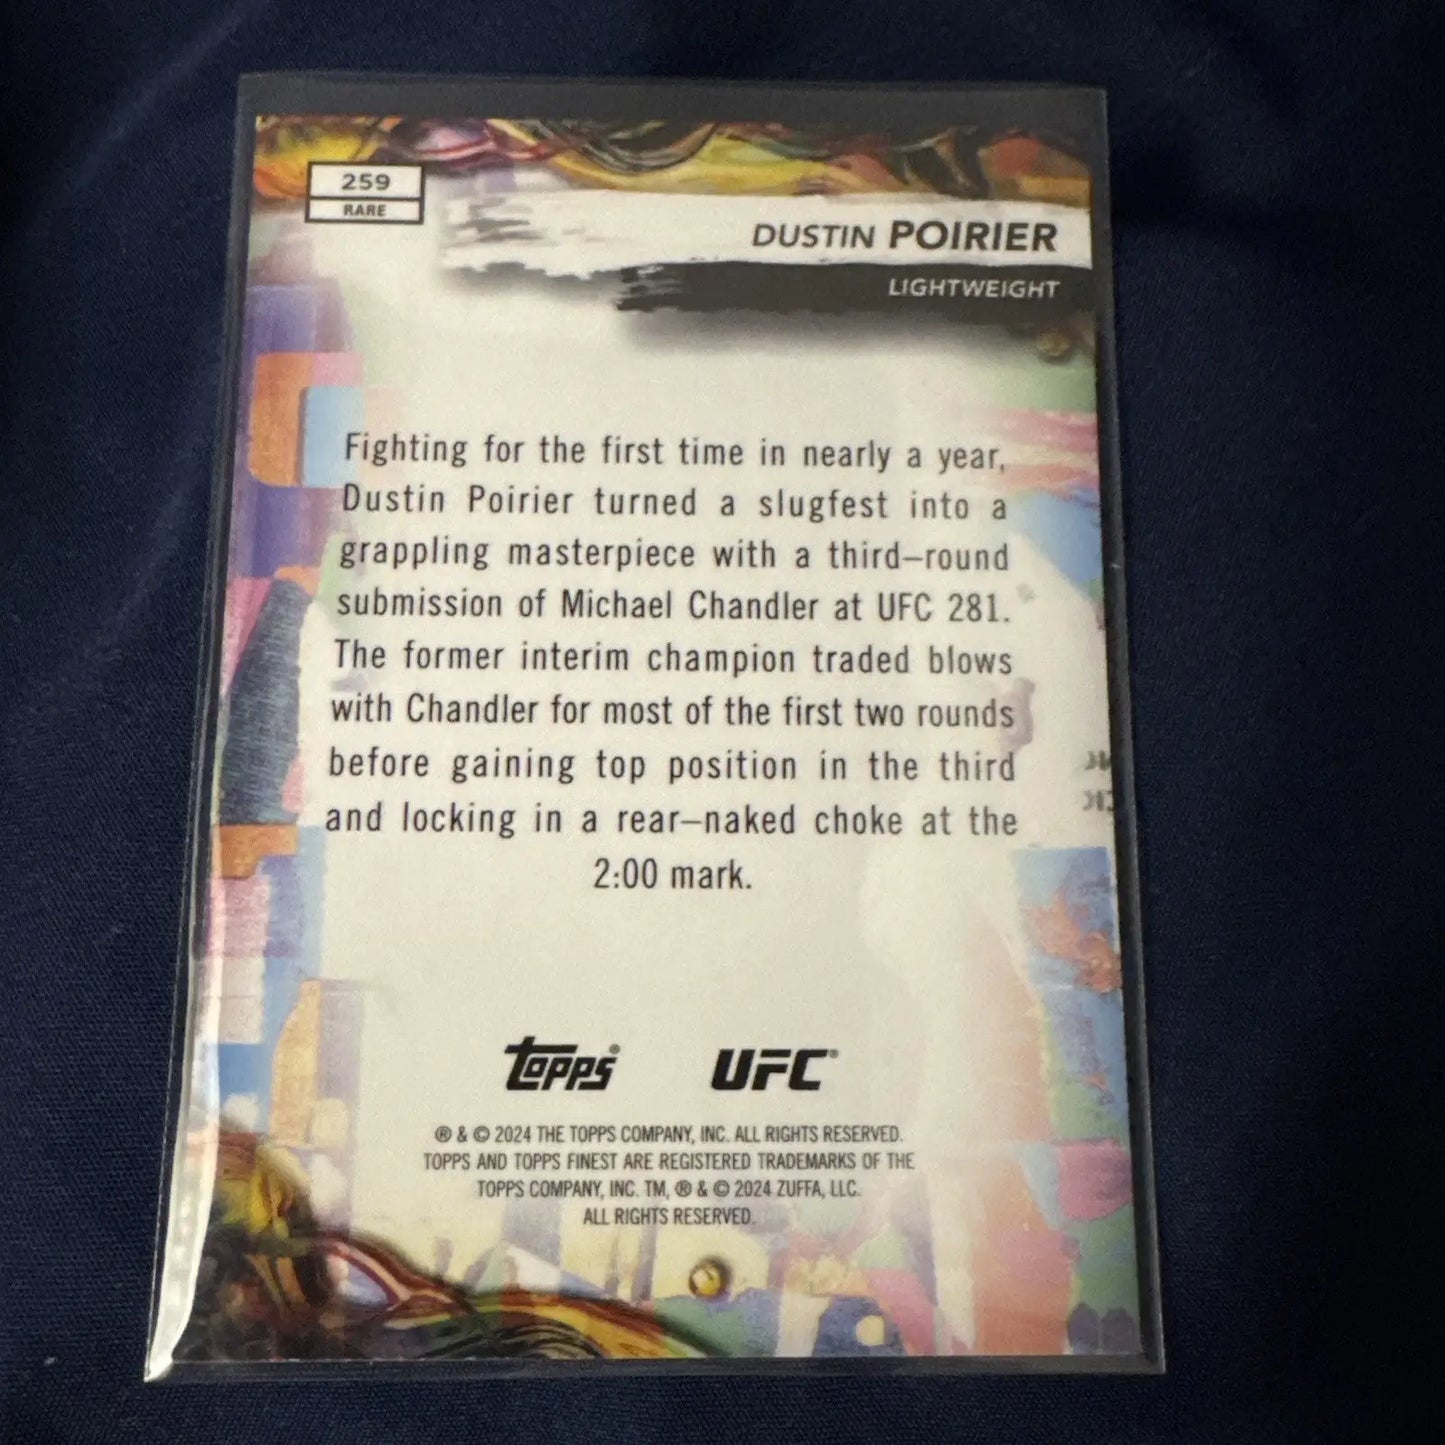 259
RARE
DUSTIN POIRIER
LIGHTWEIGHT
Fighting for the first time in nearly a year,
Dustin Poirier turned a slugfest into a
grappling masterpiece with a third–round
submission of Michael Chandler at UFC 281.
The former interim champion traded blows
with Chandler for most of the first two rounds
before gaining top position in the third
and locking in a rear–naked choke at the
2:00 mark.
Topps® UFC®
® & © 2024 THE TOPPS COMPANY, INC. ALL RIGHTS RESERVED.
TOPPS AND TOPPS FINEST ARE REGISTERED TRADEMARKS OF THE
TOPPS COMPANY, INC. TM, ® & © 2024 ZUFFA, LLC.
ALL RIGHTS RESERVED.